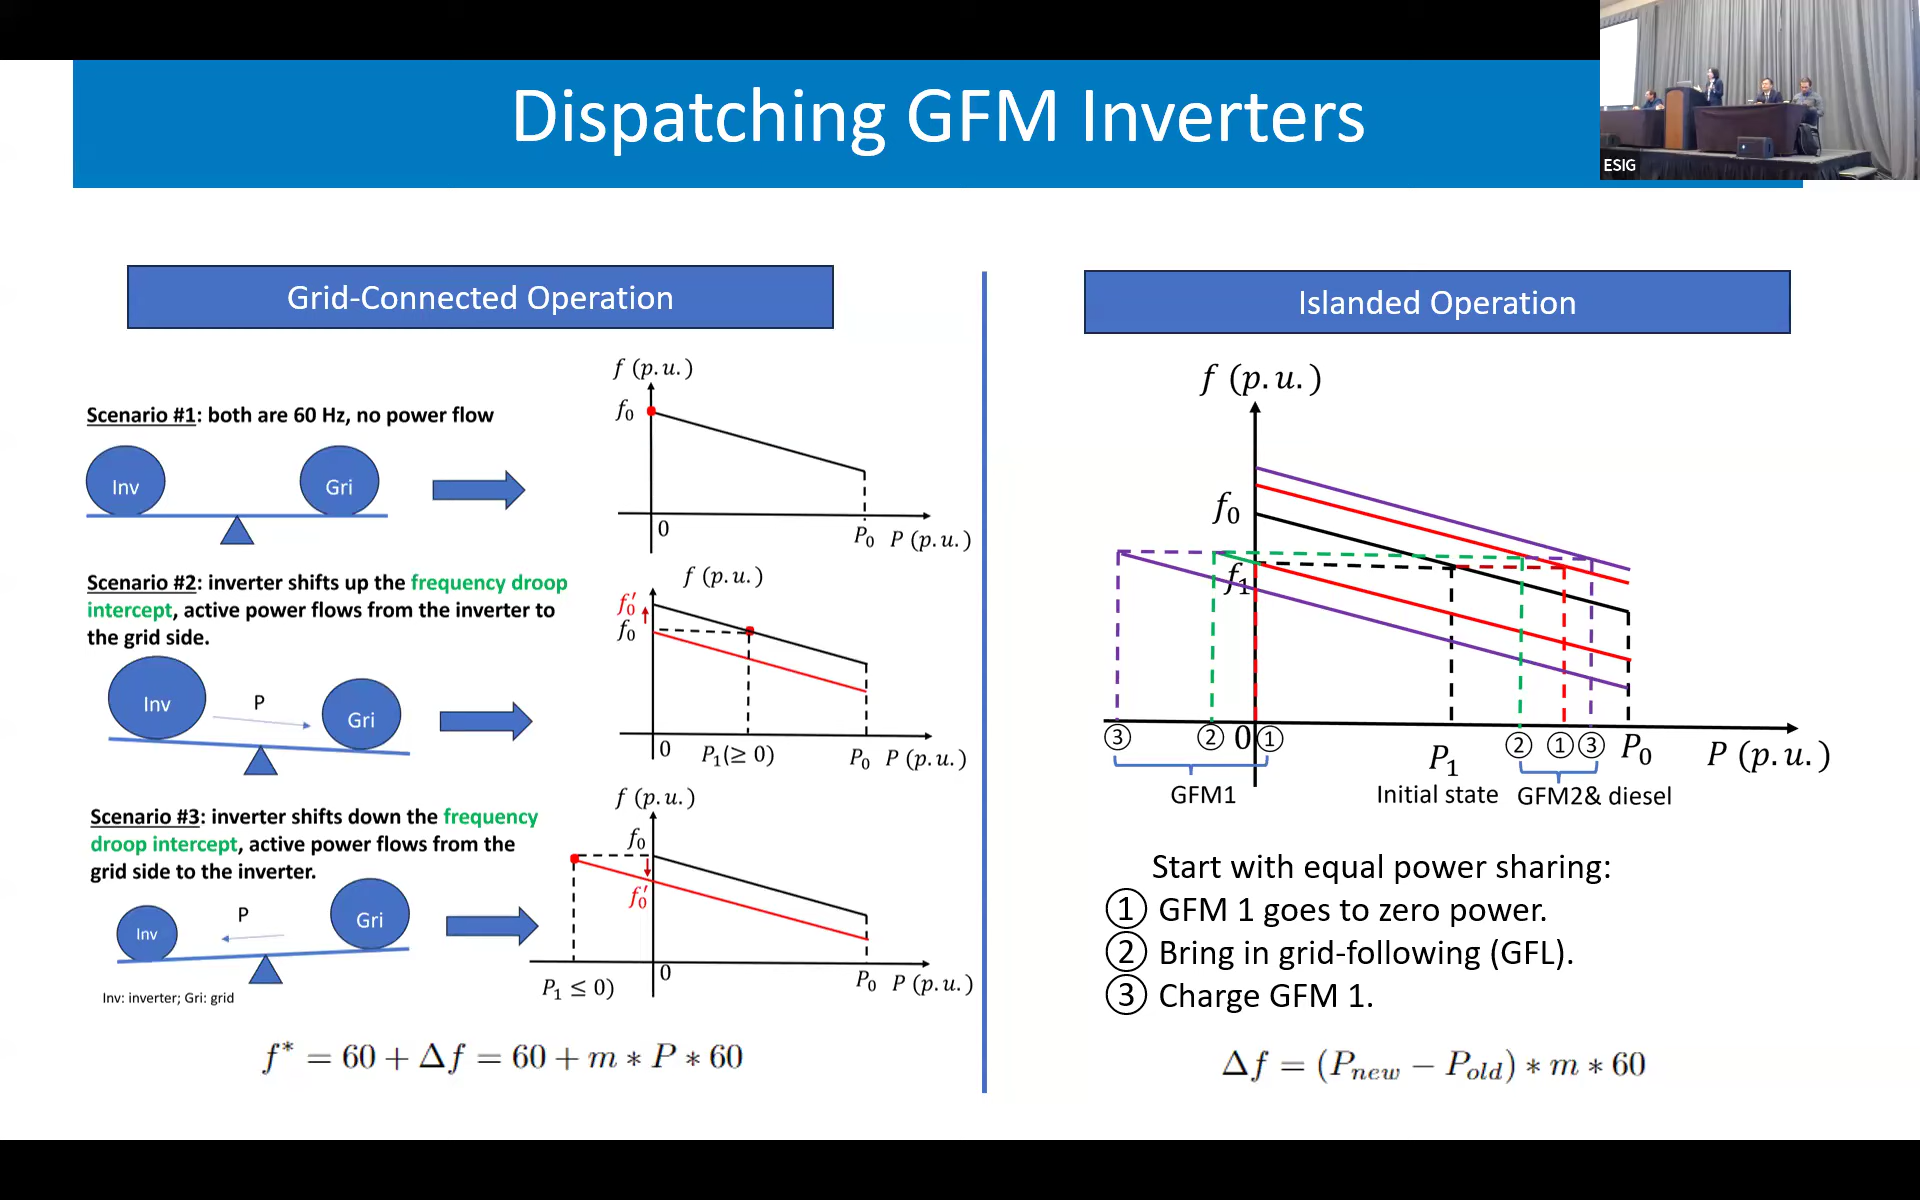 Dispatching GFM Inverters
ESIG
Grid-Connected Operation
Scenario #1: both are 60 Hz, no power flow
Inv
Gri
f (p.u.)
f₀
0
P₀ P (p.u.)
Scenario #2: inverter shifts up the frequency droop
intercept, active power flows from the inverter to
the grid side.
Inv
P
Gri
f (p.u.)
f₀′
f₀
0
P₁(≥ 0)
P₀ P (p.u.)
Scenario #3: inverter shifts down the frequency
droop intercept, active power flows from the
grid side to the inverter.
Inv
P
Gri
f (p.u.)
f₀
f₀′
P₁ ≤ 0)
0
P₀ P (p.u.)
Inv: inverter; Gri: grid
f* = 60 + Δf = 60 + m * P * 60
Islanded Operation
f (p.u.)
f₀
f₁
③ ② 0 ① P₁ ② ① ③ P₀ P (p.u.)
GFM1 Initial state GFM2& diesel
Start with equal power sharing:
① GFM 1 goes to zero power.
② Bring in grid-following (GFL).
③ Charge GFM 1.
Δf = (Pnew − Pold) * m * 60